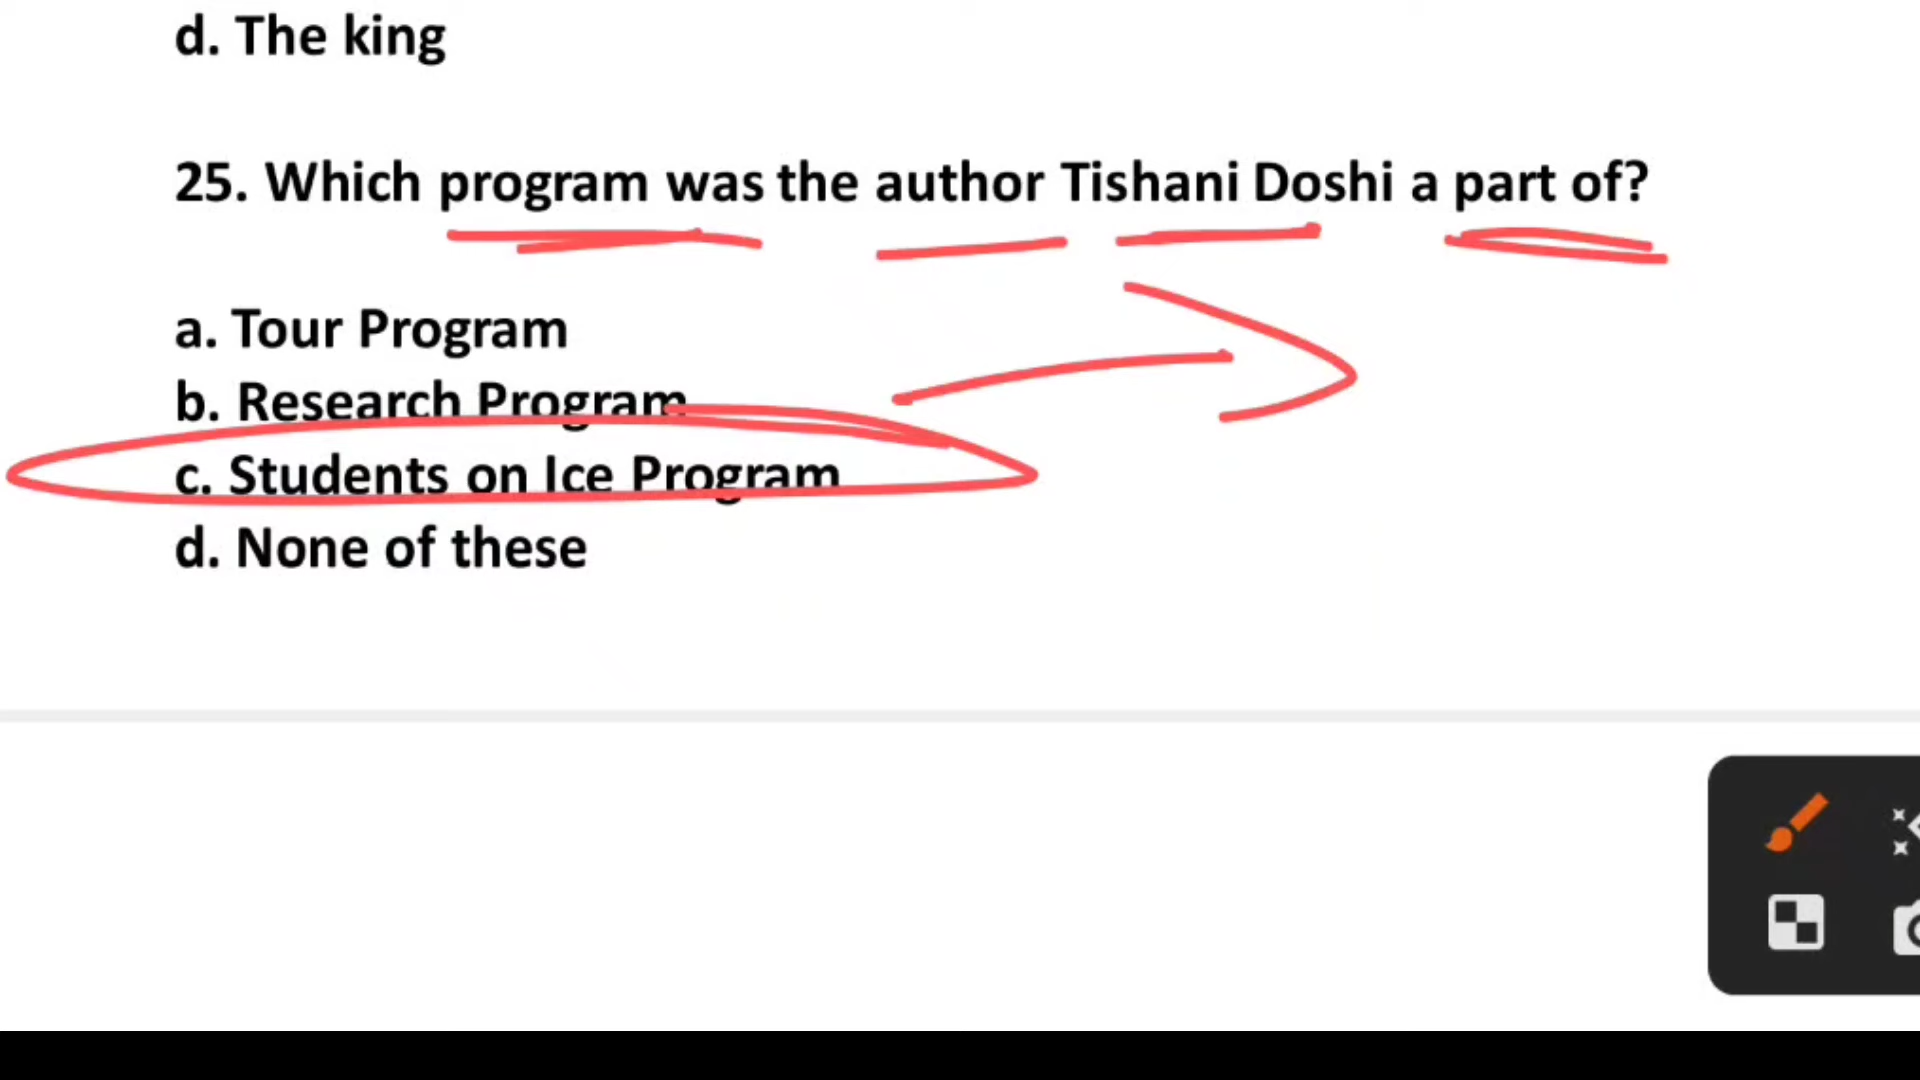 d. The king
25. Which program was the author Tishani Doshi a part of?
a. Tour Program
b. Research Program
c. Students on Ice Program
d. None of these